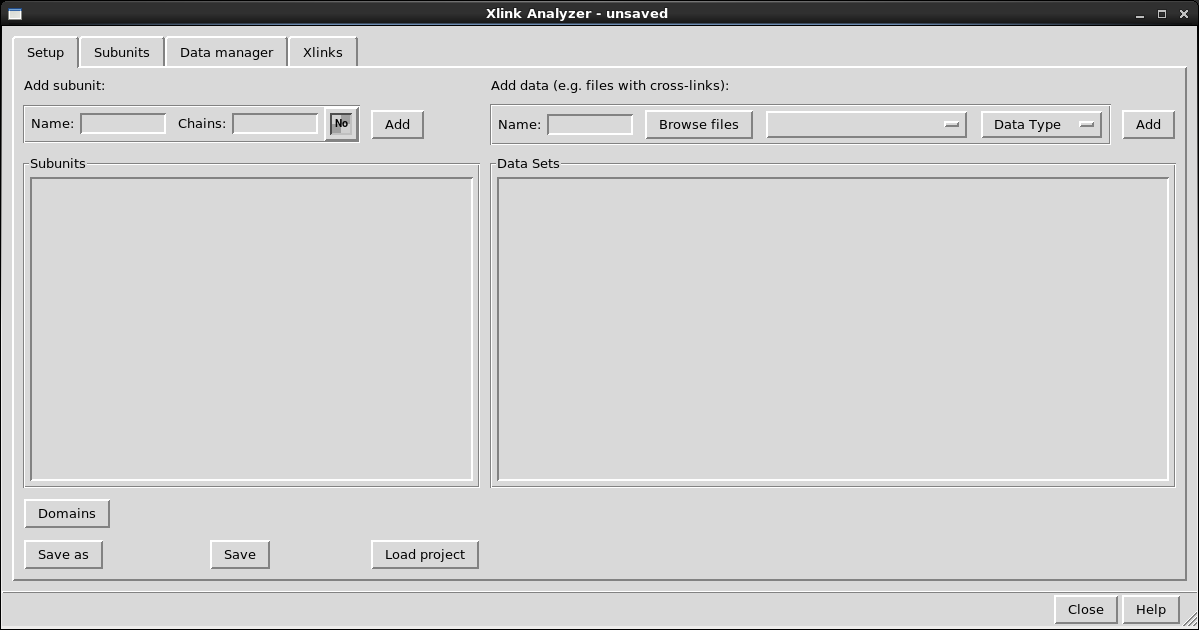 Xlink Analyzer - unsaved
Setup Subunits Data manager Xlinks
Add subunit: Add data (e.g. files with cross-links):
Name: Chains: No Add Name: Browse files Data Type Add
Subunits Data Sets
Domains
Save as Save Load project
Close Help